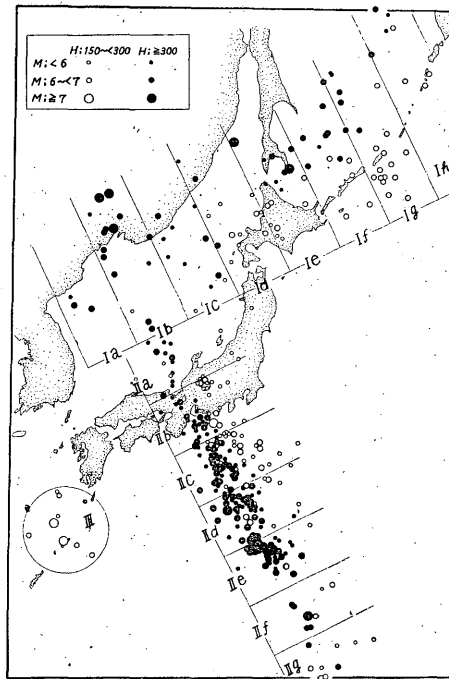 H:150~<300 H:≧300
M:<6
M:6~<7
M:≧7
Ih
Ig
If
Ie
Id
Ic
Ib
Ia
IIa
IIb
IIc
IId
IIe
IIf
IIg
III